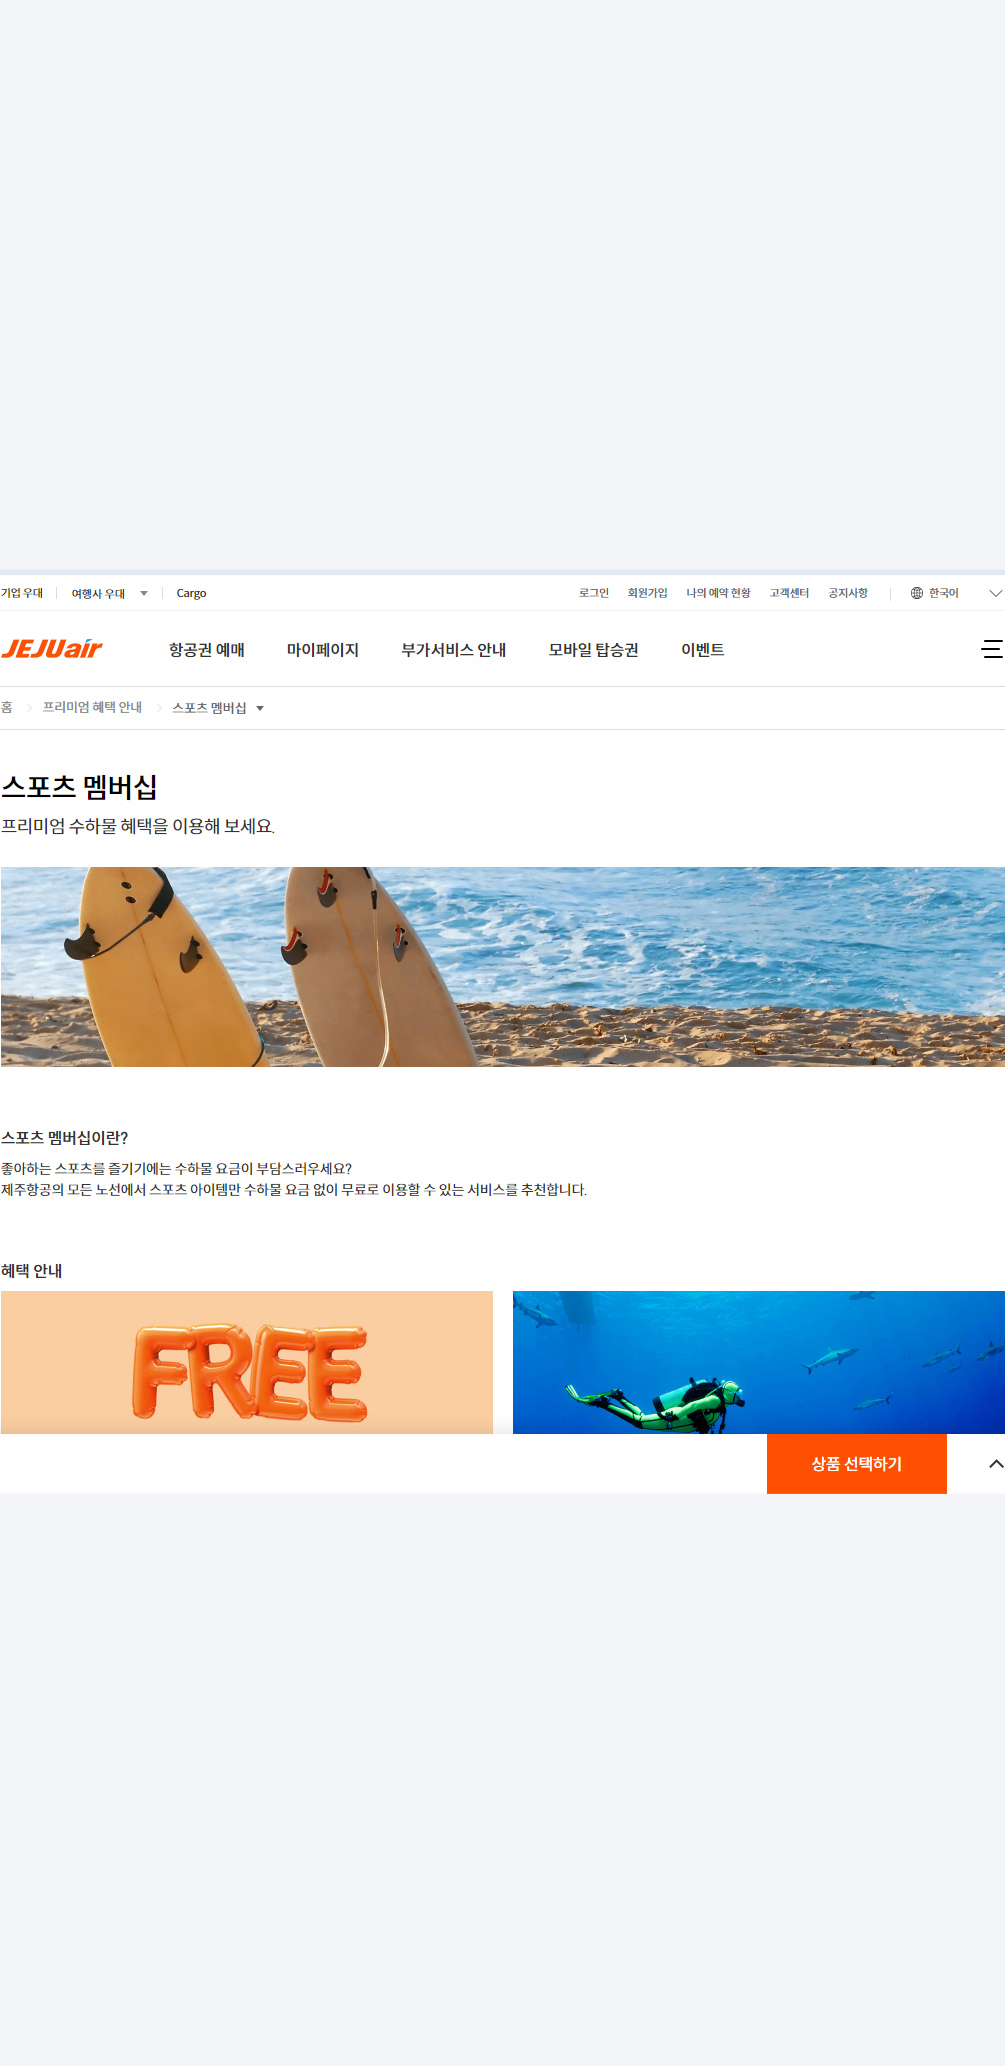 기업 우대
여행사 우대
Cargo
로그인
회원가입
나의 예약 현황
고객센터
공지사항
한국어
JEJUair
항공권 예매
마이페이지
부가서비스 안내
모바일 탑승권
이벤트
홈
프리미엄 혜택 안내
스포츠 멤버십
스포츠 멤버십
프리미엄 수하물 혜택을 이용해 보세요.
스포츠 멤버십이란?
좋아하는 스포츠를 즐기기에는 수하물 요금이 부담스러우세요?
제주항공의 모든 노선에서 스포츠 아이템만 수하물 요금 없이 무료로 이용할 수 있는 서비스를 추천합니다.
혜택 안내
FREE
상품 선택하기